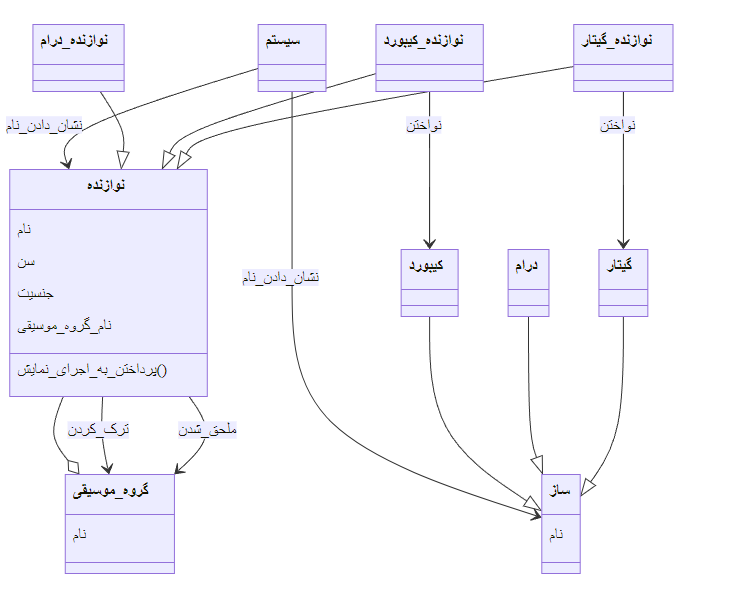 نوازنده_درام
سیستم
نوازنده_کیبورد
نوازنده_گیتار
نشان_دادن_نام
نواختن
نواختن
نوازنده
نام
سن
جنسیت
نام_گروه_موسیقی
پرداختن_به_اجرای_نمایش()
نشان_دادن_نام
کیبورد
درام
گیتار
ترک_کردن
ملحق_شدن
گروه_موسیقی
نام
ساز
نام